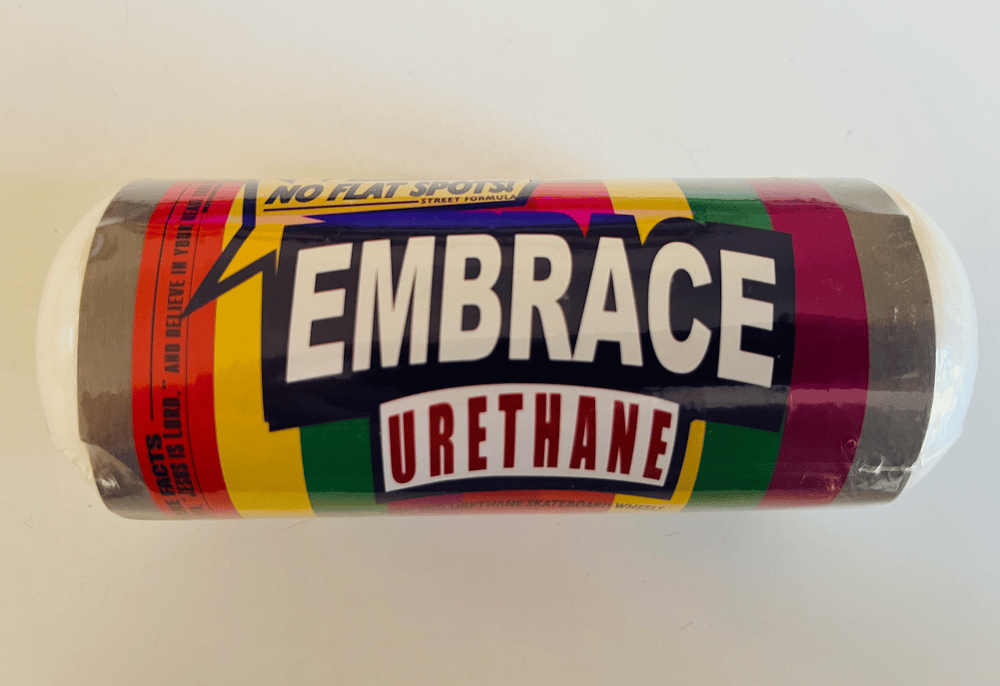 NO FLAT SPOTS!
STREET FORMULA
EMBRACE
URETHANE
URETHANE SKATEBOARD WHEELS
FACTS
"JESUS IS LORD," AND BELIEVE IN YOUR